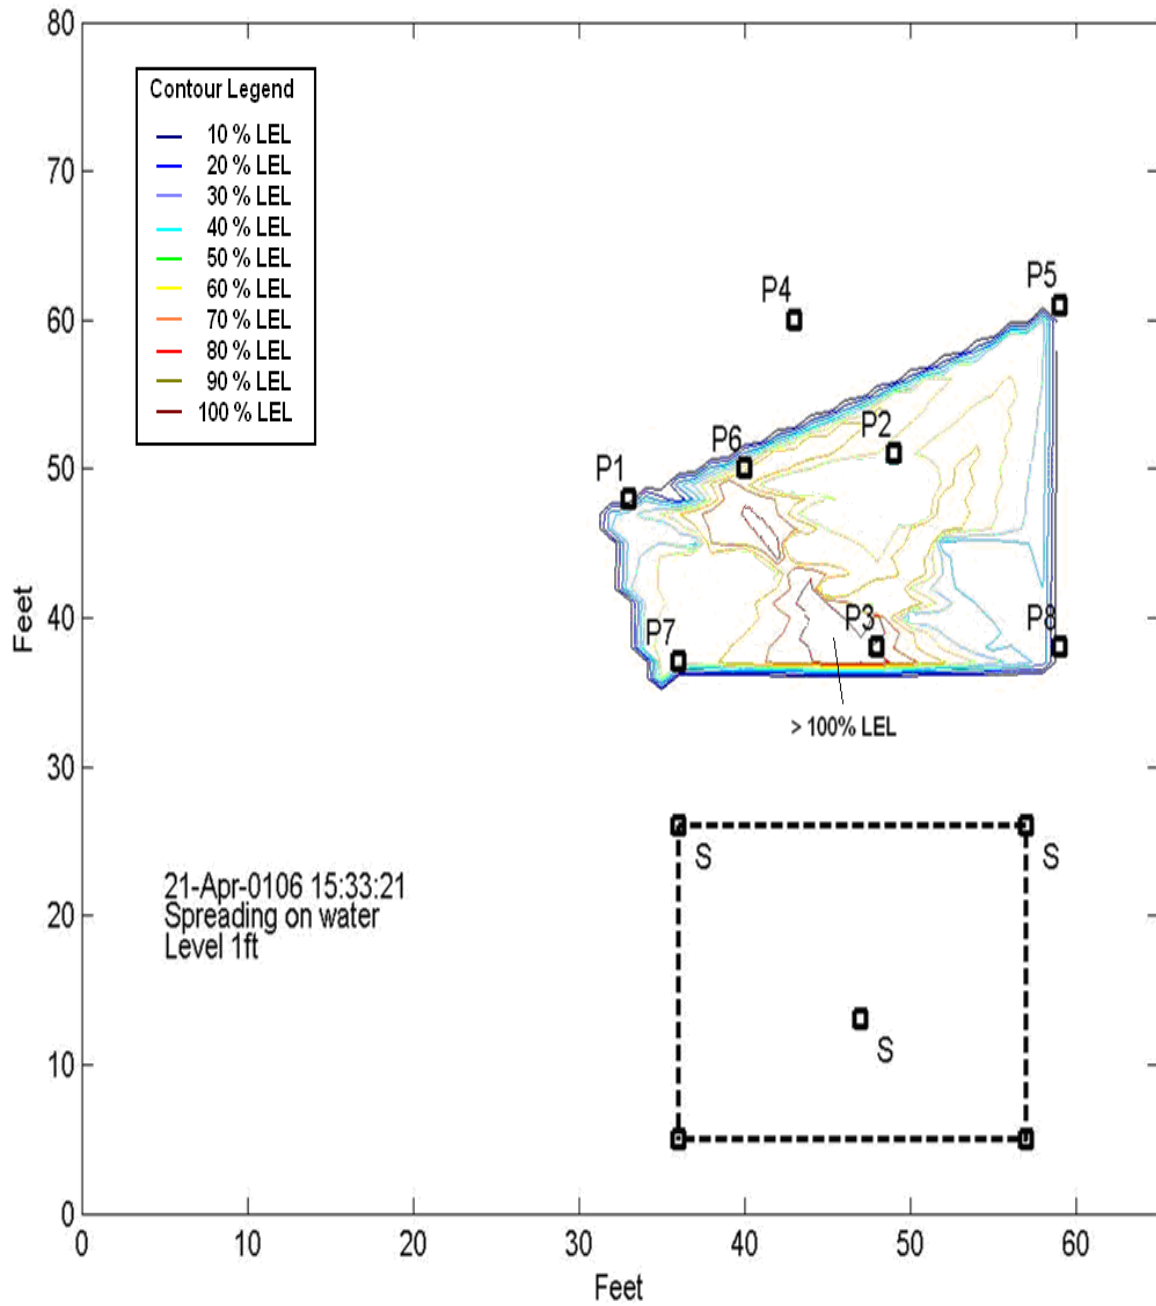 80
70
60
50
40
30
20
10
0
Feet
Contour Legend
10 % LEL
20 % LEL
30 % LEL
40 % LEL
50 % LEL
60 % LEL
70 % LEL
80 % LEL
90 % LEL
100 % LEL
P5
P4
P2
P6
P1
P3
P8
P7
> 100% LEL
S
S
S
21-Apr-0106 15:33:21
Spreading on water
Level 1ft
0
10
20
30
40
50
60
Feet